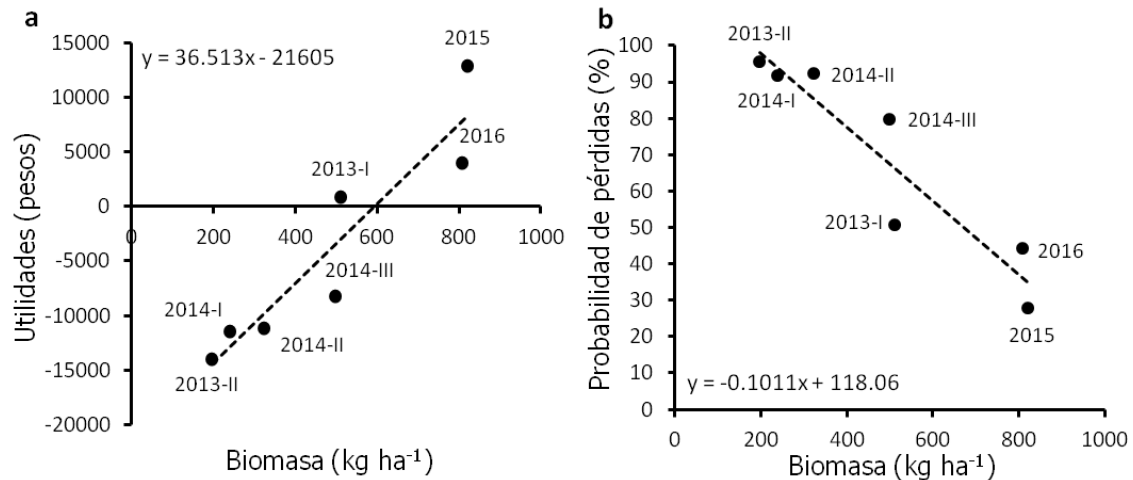 a
y = 36.513x - 21605
Utilidades (pesos)
15000
10000
5000
0
-5000
-10000
-15000
-20000
0
200
400
600
800
1000
2015
2016
2013-I
2014-III
2014-I
2014-II
2013-II
Biomasa (kg ha⁻¹)
b
Probabilidad de pérdidas (%)
100
90
80
70
60
50
40
30
20
10
0
2013-II
2014-II
2014-I
2014-III
2013-I
2016
2015
y = -0.1011x + 118.06
0
200
400
600
800
1000
Biomasa (kg ha⁻¹)